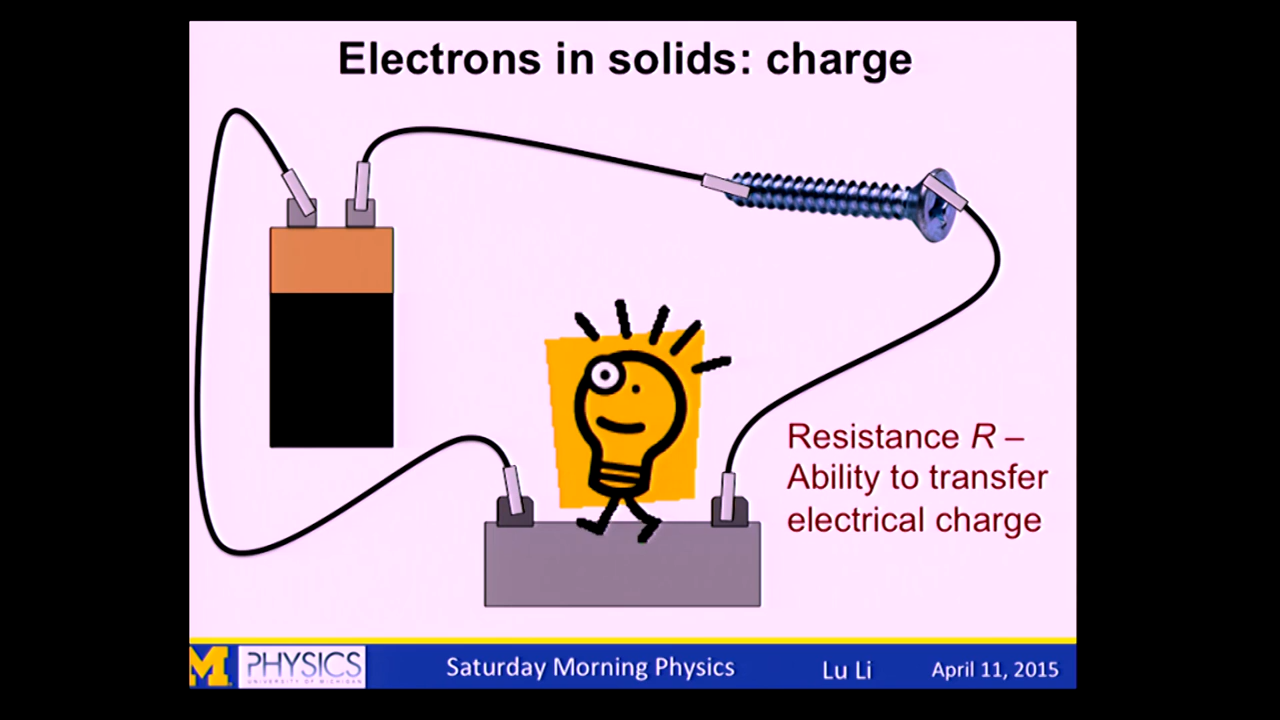 Electrons in solids: charge
Resistance R –
Ability to transfer
electrical charge
M PHYSICS
UNIVERSITY OF MICHIGAN
Saturday Morning Physics
Lu Li
April 11, 2015